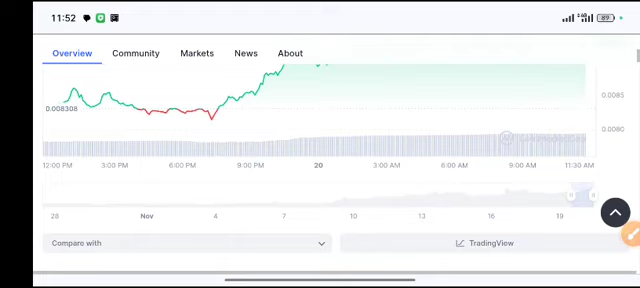 11:52
4G
89
Overview Community Markets News About
0.008308
0.0085
0.0080
12:00 PM 3:00 PM 6:00 PM 9:00 PM 20 3:00 AM 6:00 AM 9:00 AM 11:30 AM
28 Nov 4 7 10 13 16 19
Compare with
TradingView